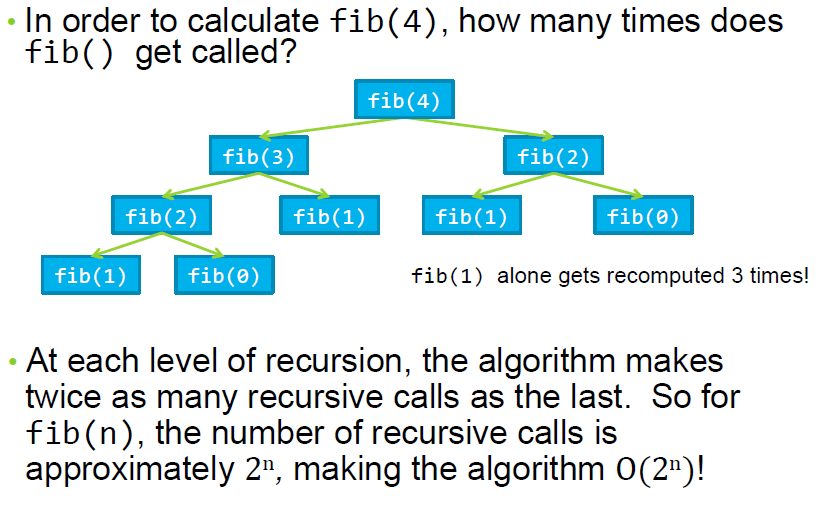 • In order to calculate fib(4), how many times does
fib() get called?
fib(4)
fib(3) fib(2)
fib(2) fib(1) fib(1) fib(0)
fib(1) fib(0) fib(1) alone gets recomputed 3 times!
• At each level of recursion, the algorithm makes
twice as many recursive calls as the last. So for
fib(n), the number of recursive calls is
approximately 2ⁿ, making the algorithm O(2ⁿ)!